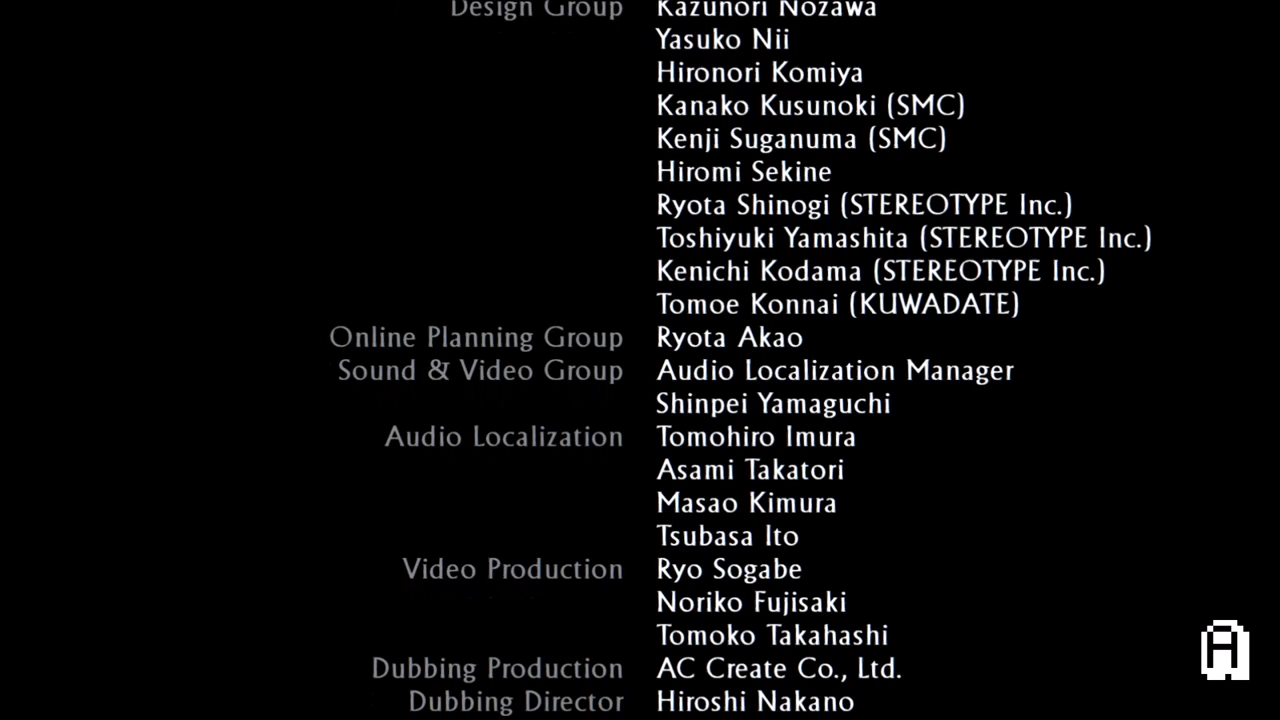 Design Group Kazunori Nozawa
Yasuko Nii
Hironori Komiya
Kanako Kusunoki (SMC)
Kenji Suganuma (SMC)
Hiromi Sekine
Ryota Shinogi (STEREOTYPE Inc.)
Toshiyuki Yamashita (STEREOTYPE Inc.)
Kenichi Kodama (STEREOTYPE Inc.)
Tomoe Konnai (KUWADATE)
Online Planning Group Ryota Akao
Sound & Video Group Audio Localization Manager
Shinpei Yamaguchi
Audio Localization Tomohiro Imura
Asami Takatori
Masao Kimura
Tsubasa Ito
Video Production Ryo Sogabe
Noriko Fujisaki
Tomoko Takahashi
Dubbing Production AC Create Co., Ltd.
Dubbing Director Hiroshi Nakano
A